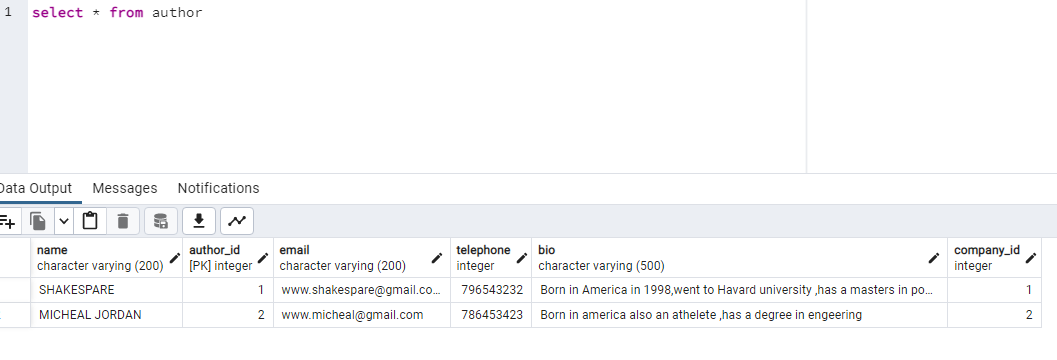 1 select * from author
Data Output Messages Notifications
name author_id email telephone bio company_id
character varying (200) [PK] integer character varying (200) integer character varying (500) integer
SHAKESPARE 1 www.shakespare@gmail.co... 796543232 Born in America in 1998,went to Havard university ,has a masters in po... 1
MICHEAL JORDAN 2 www.micheal@gmail.com 786453423 Born in america also an athelete ,has a degree in engeering 2